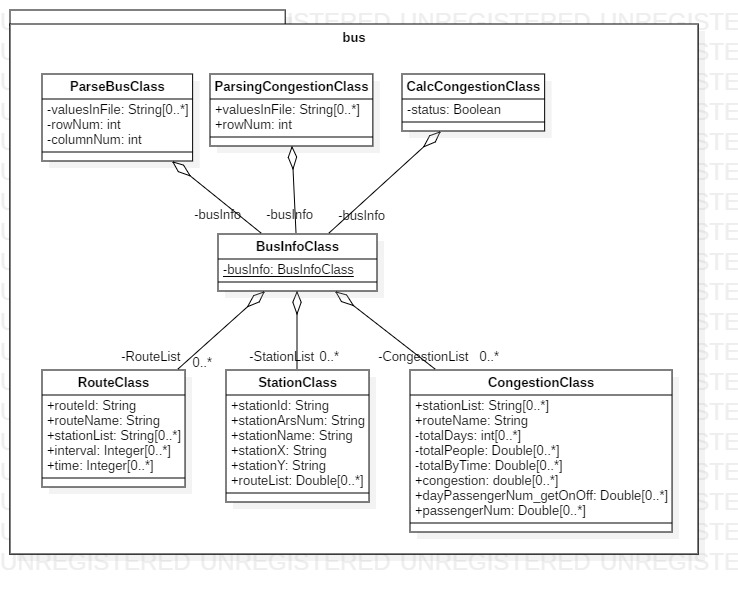 bus
ParseBusClass
-valuesInFile: String[0..*]
-rowNum: int
-columnNum: int
ParsingCongestionClass
+valuesInFile: String[0..*]
+rowNum: int
CalcCongestionClass
-status: Boolean
-busInfo
-busInfo
-busInfo
BusInfoClass
-busInfo: BusInfoClass
-RouteList
0..*
-StationList 0..*
-CongestionList 0..*
RouteClass
+routeId: String
+routeName: String
+stationList: String[0..*]
+interval: Integer[0..*]
+time: Integer[0..*]
StationClass
+stationId: String
+stationArsNum: String
+stationName: String
+stationX: String
+stationY: String
+routeList: Double[0..*]
CongestionClass
+stationList: String[0..*]
+routeName: String
-totalDays: int[0..*]
-totalPeople: Double[0..*]
-totalByTime: Double[0..*]
+congestion: double[0..*]
+dayPassengerNum_getOnOff: Double[0..*]
+passengerNum: Double[0..*]
UNREGISTERED UNREGISTERED UNREGISTERED UNREGISTERED